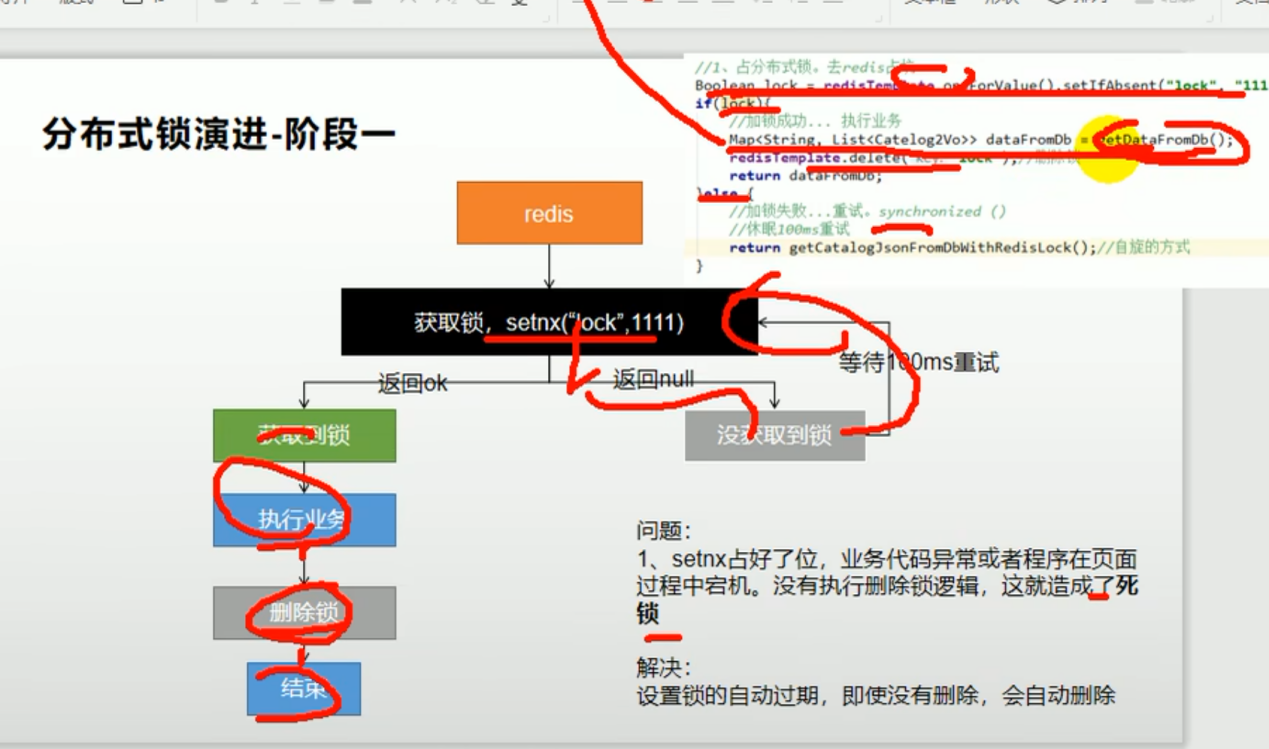 分布式锁演进-阶段一
//1、占分布式锁。去redis占
Boolean lock = redisTemplate.opsForValue().setIfAbsent("lock", "111
if(lock){
//加锁成功... 执行业务
Map<String, List<Catelog2Vo>> dataFromDb = getDataFromDb();
redisTemplate.delete( "lock");//删除锁
return dataFromDb;
}else {
//加锁失败...重试。synchronized ()
//休眠100ms重试
return getCatalogJsonFromDbWithRedisLock();//自旋的方式
}
redis
获取锁，setnx(“lock”,1111)
返回ok
返回null
等待100ms重试
获取到锁
没获取到锁
执行业务
删除锁
结束
问题：
1、setnx占好了位，业务代码异常或者程序在页面
过程中宕机。没有执行删除锁逻辑，这就造成了死
锁
解决：
设置锁的自动过期，即使没有删除，会自动删除